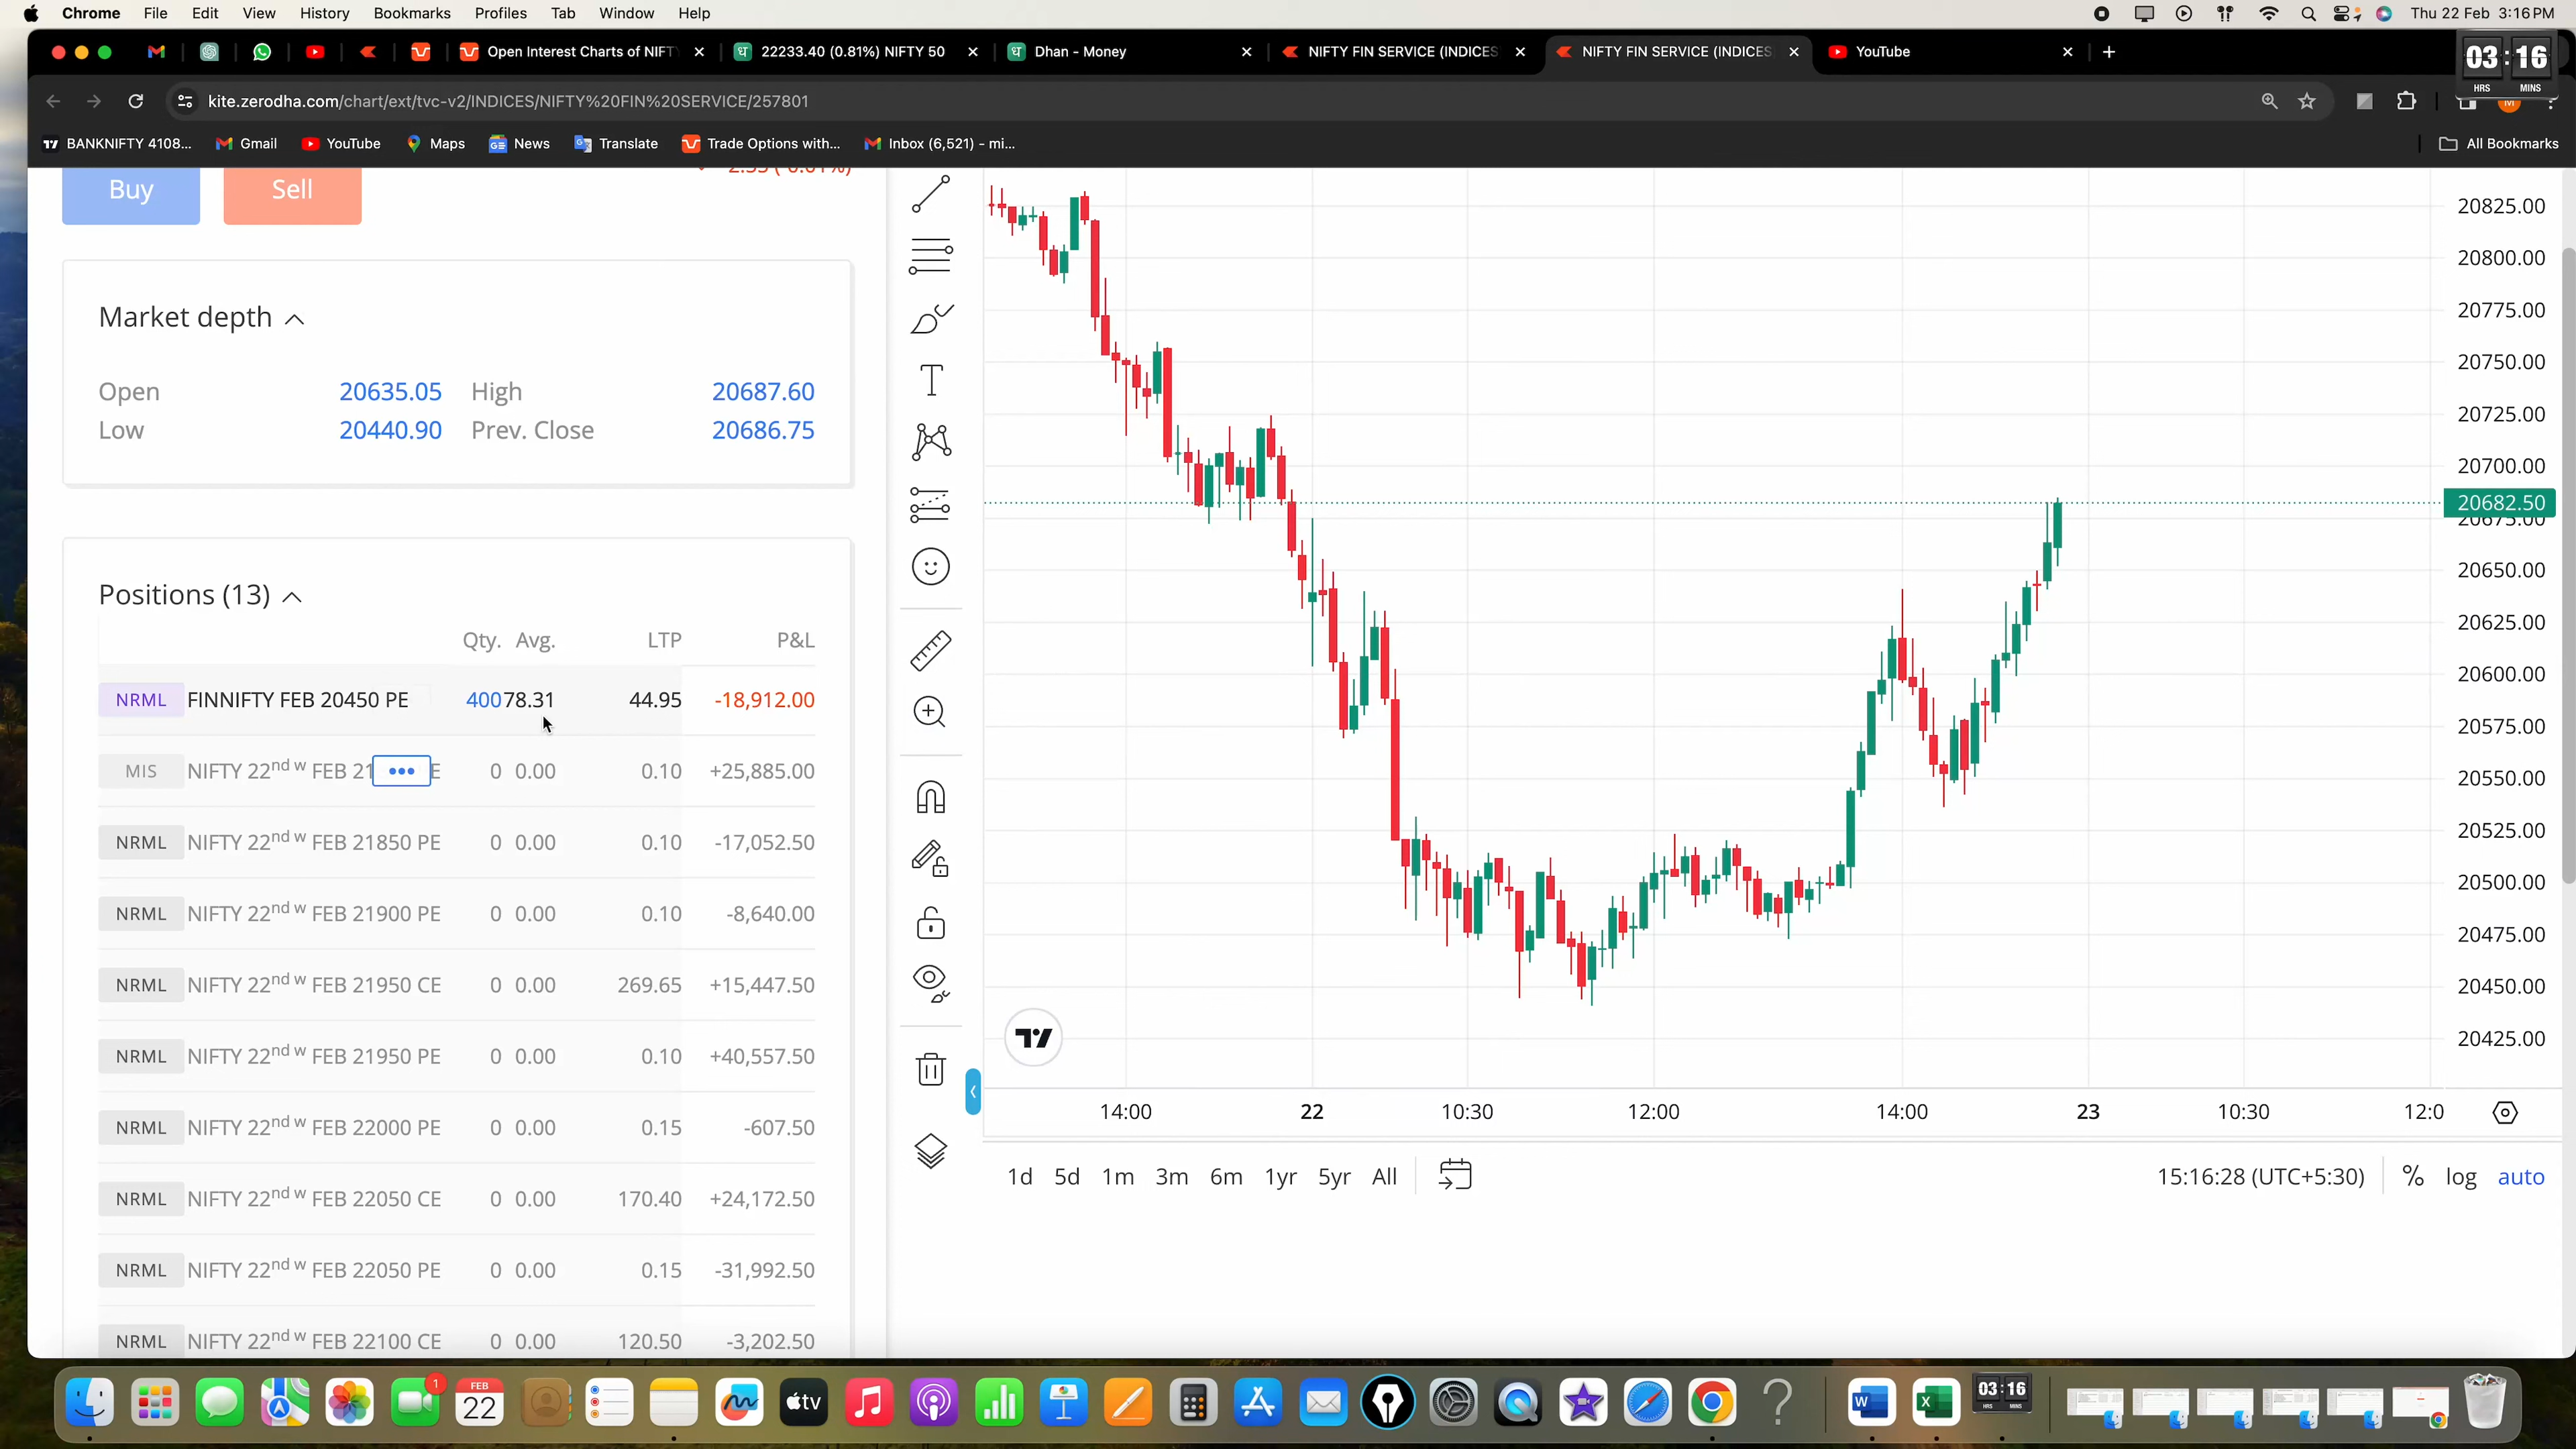 Chrome File Edit View History Bookmarks Profiles Tab Window Help Thu 22 Feb 3:16 PM
Open Interest Charts of NIFT 22233.40 (0.81%) NIFTY 50 Dhan - Money NIFTY FIN SERVICE (INDICES NIFTY FIN SERVICE (INDICES YouTube
03:16
HRS MINS
kite.zerodha.com/chart/ext/tvc-v2/INDICES/NIFTY%20FIN%20SERVICE/257801
BANKNIFTY 4108... Gmail YouTube Maps News Translate Trade Options with... Inbox (6,521) - mi... All Bookmarks
Buy Sell
Market depth
Open 20635.05 High 20687.60
Low 20440.90 Prev. Close 20686.75
Positions (13)
Qty. Avg. LTP P&L
NRML FINNIFTY FEB 20450 PE 400 78.31 44.95 -18,912.00
MIS NIFTY 22nd w FEB 21 ••• E 0 0.00 0.10 +25,885.00
NRML NIFTY 22nd w FEB 21850 PE 0 0.00 0.10 -17,052.50
NRML NIFTY 22nd w FEB 21900 PE 0 0.00 0.10 -8,640.00
NRML NIFTY 22nd w FEB 21950 CE 0 0.00 269.65 +15,447.50
NRML NIFTY 22nd w FEB 21950 PE 0 0.00 0.10 +40,557.50
NRML NIFTY 22nd w FEB 22000 PE 0 0.00 0.15 -607.50
NRML NIFTY 22nd w FEB 22050 CE 0 0.00 170.40 +24,172.50
NRML NIFTY 22nd w FEB 22050 PE 0 0.00 0.15 -31,992.50
NRML NIFTY 22nd w FEB 22100 CE 0 0.00 120.50 -3,202.50
20825.00
20800.00
20775.00
20750.00
20725.00
20700.00
20682.50
20675.00
20650.00
20625.00
20600.00
20575.00
20550.00
20525.00
20500.00
20475.00
20450.00
20425.00
14:00 22 10:30 12:00 14:00 23 10:30 12:0
1d 5d 1m 3m 6m 1yr 5yr All 15:16:28 (UTC+5:30) % log auto
1
FEB
22
tv
W
X
03:16
HRS MINS